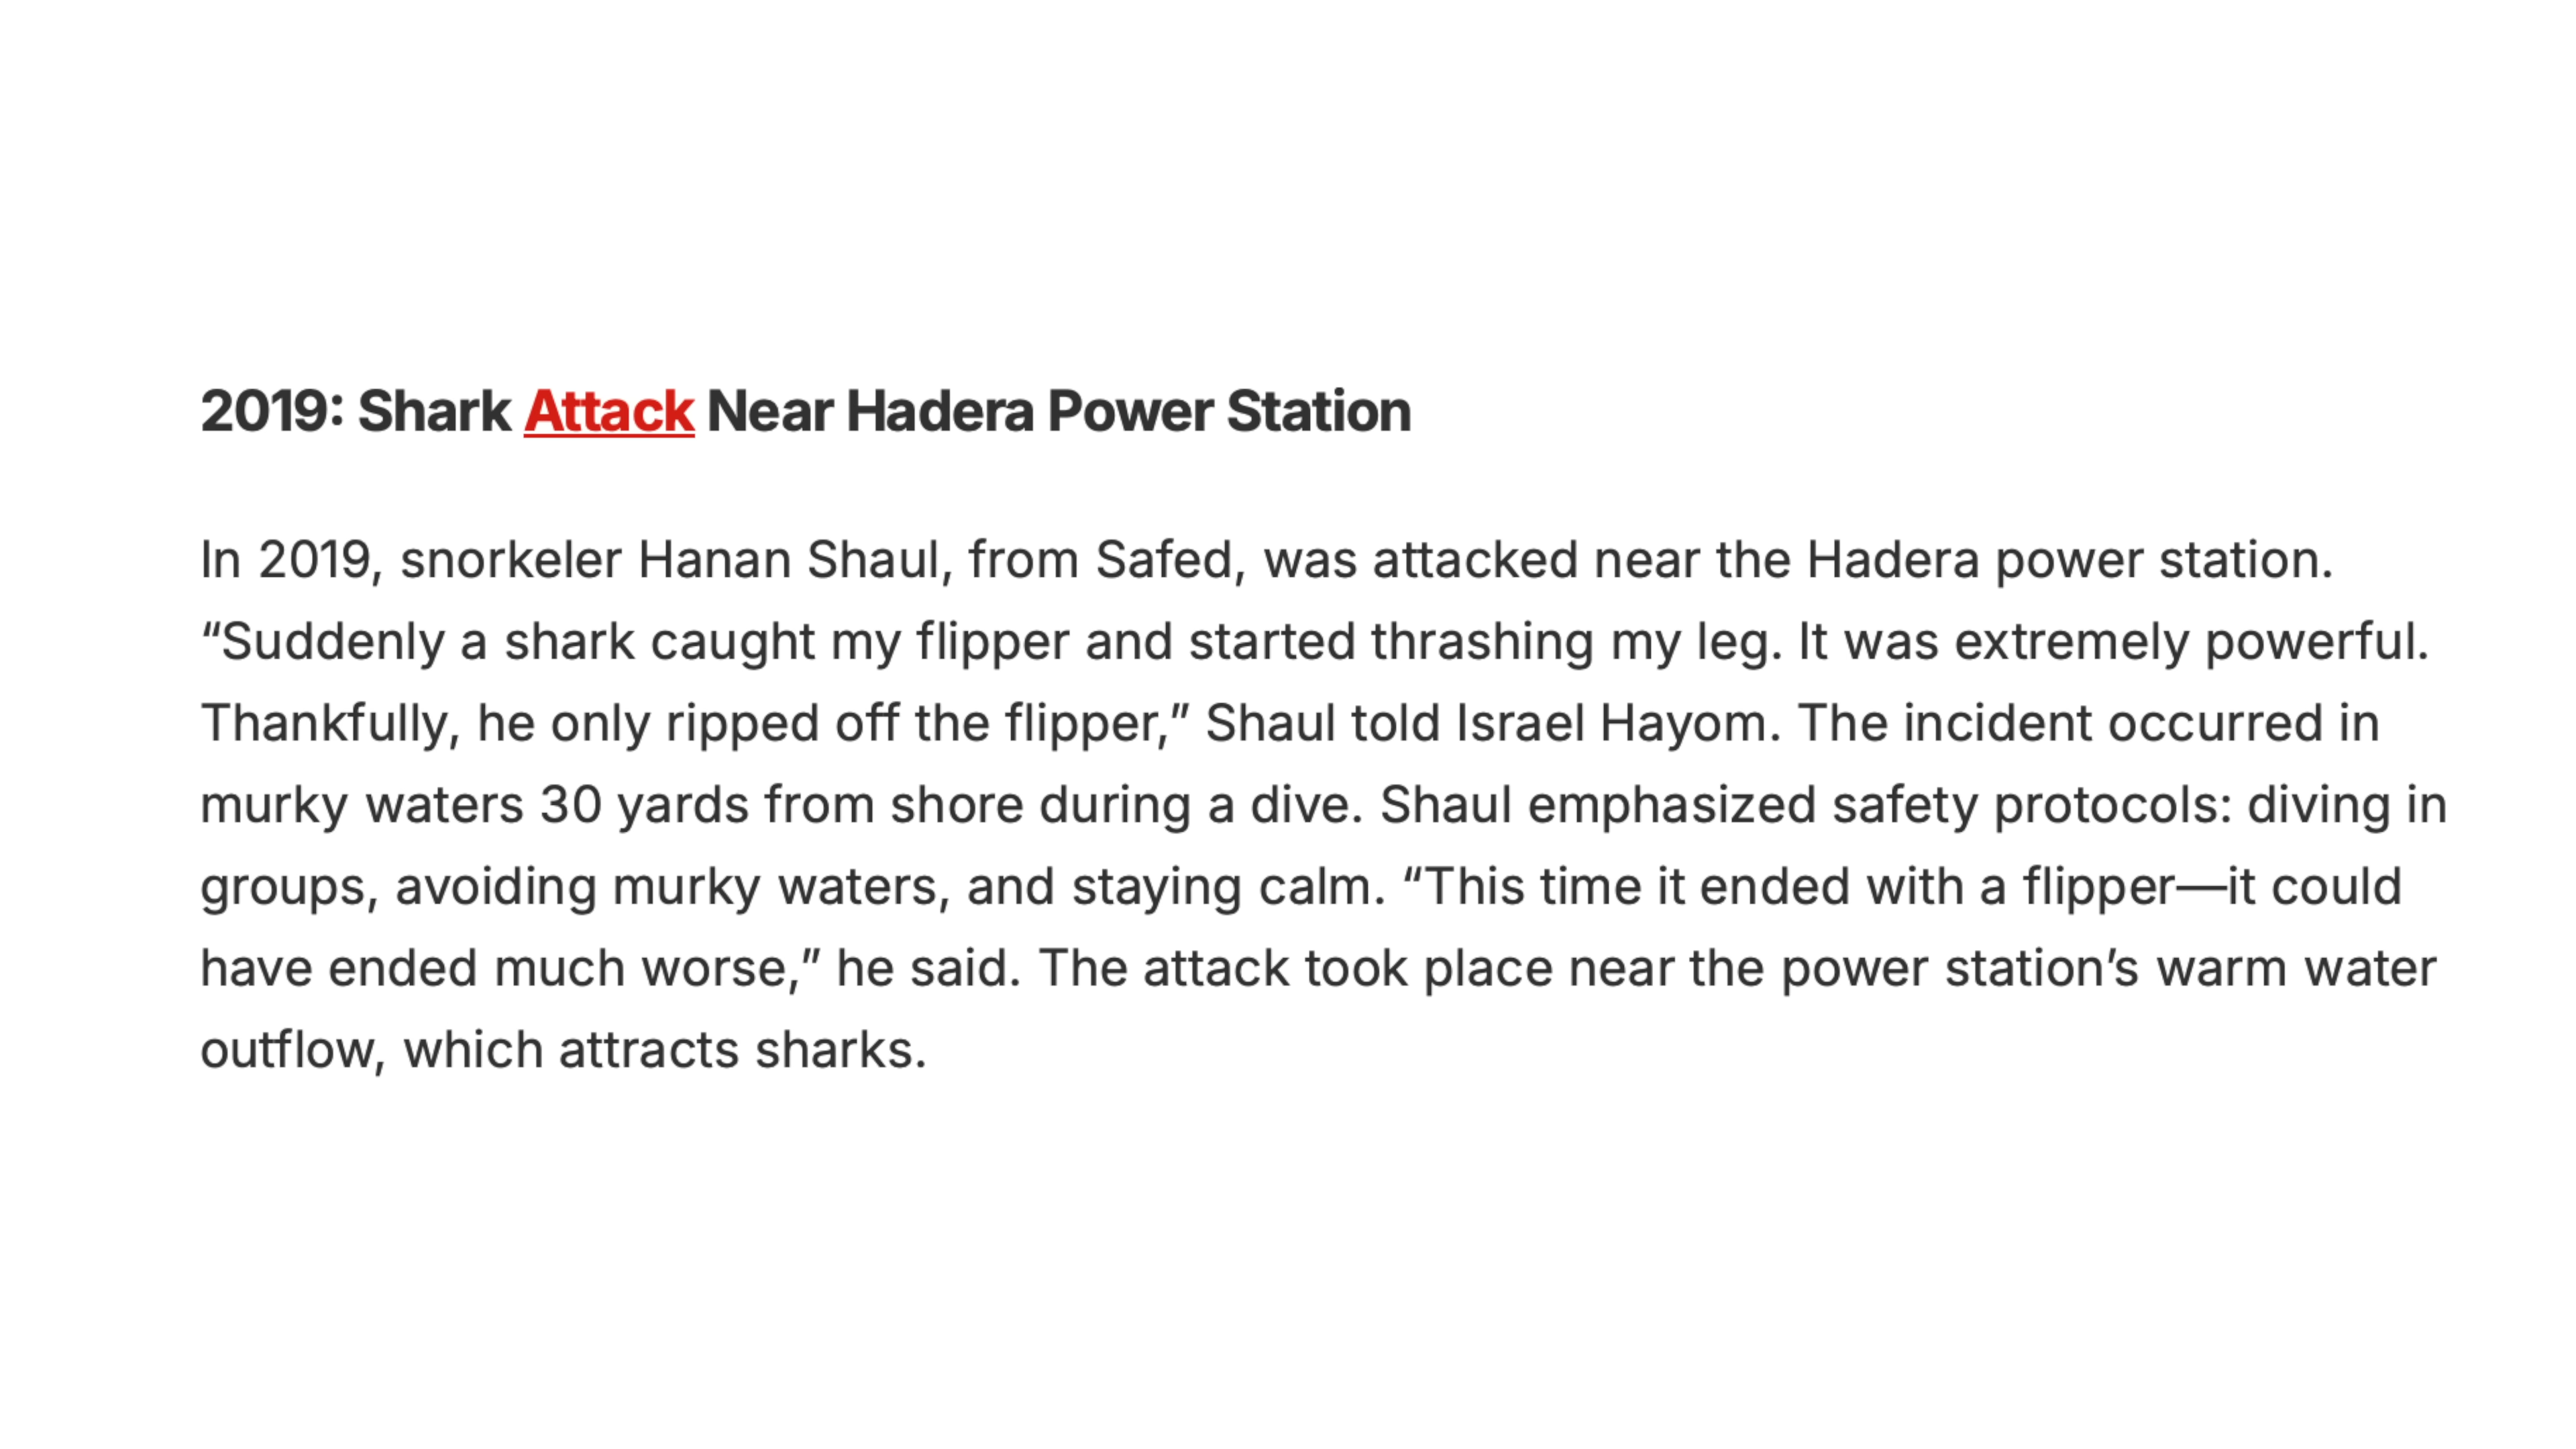 2019: Shark Attack Near Hadera Power Station
In 2019, snorkeler Hanan Shaul, from Safed, was attacked near the Hadera power station.
“Suddenly a shark caught my flipper and started thrashing my leg. It was extremely powerful.
Thankfully, he only ripped off the flipper,” Shaul told Israel Hayom. The incident occurred in
murky waters 30 yards from shore during a dive. Shaul emphasized safety protocols: diving in
groups, avoiding murky waters, and staying calm. “This time it ended with a flipper—it could
have ended much worse,” he said. The attack took place near the power station’s warm water
outflow, which attracts sharks.